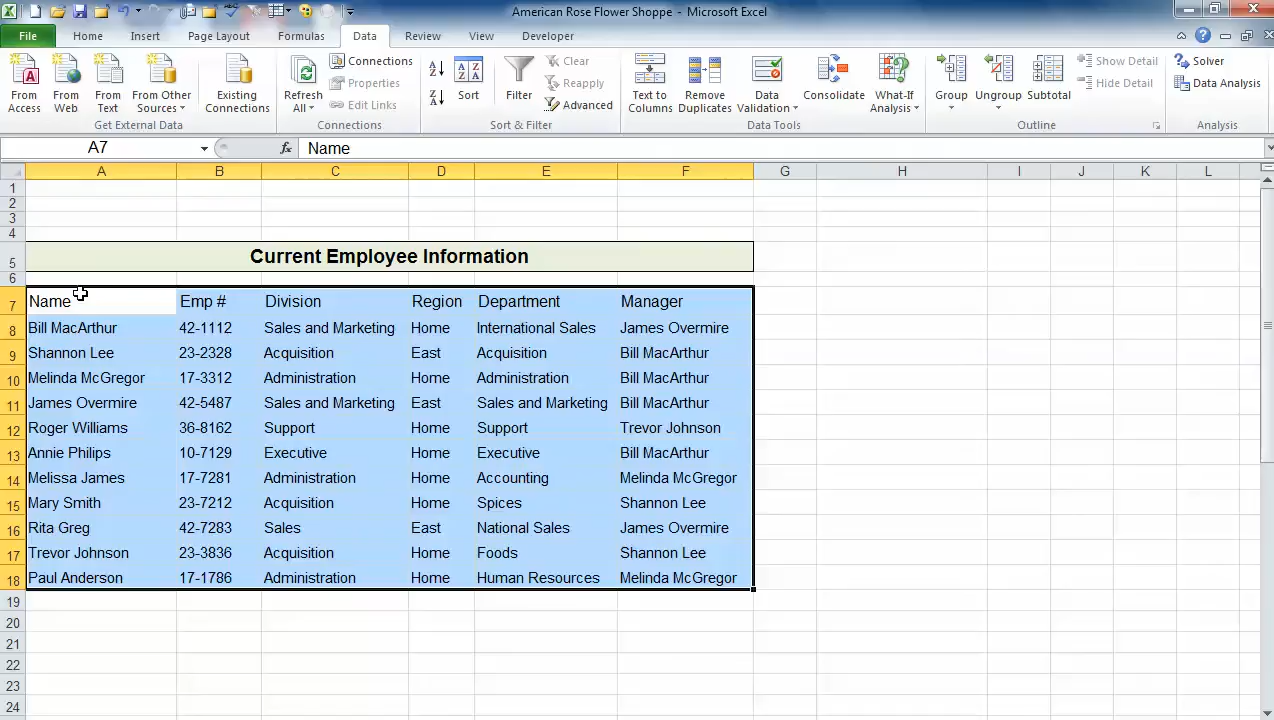 American Rose Flower Shoppe - Microsoft Excel
File Home Insert Page Layout Formulas Data Review View Developer
From Access
From Web
From Text
From Other Sources
Existing Connections
Get External Data
Refresh All
Connections
Properties
Edit Links
Connections
Sort
Filter
Clear
Reapply
Advanced
Sort & Filter
Text to Columns
Remove Duplicates
Data Validation
Consolidate
What-If Analysis
Data Tools
Group
Ungroup
Subtotal
Show Detail
Hide Detail
Outline
Solver
Data Analysis
Analysis
A7 fx Name
A B C D E F G H I J K L
1
2
3
4
5 Current Employee Information
6
7 Name Emp # Division Region Department Manager
8 Bill MacArthur 42-1112 Sales and Marketing Home International Sales James Overmire
9 Shannon Lee 23-2328 Acquisition East Acquisition Bill MacArthur
10 Melinda McGregor 17-3312 Administration Home Administration Bill MacArthur
11 James Overmire 42-5487 Sales and Marketing East Sales and Marketing Bill MacArthur
12 Roger Williams 36-8162 Support Home Support Trevor Johnson
13 Annie Philips 10-7129 Executive Home Executive Bill MacArthur
14 Melissa James 17-7281 Administration Home Accounting Melinda McGregor
15 Mary Smith 23-7212 Acquisition Home Spices Shannon Lee
16 Rita Greg 42-7283 Sales East National Sales James Overmire
17 Trevor Johnson 23-3836 Acquisition Home Foods Shannon Lee
18 Paul Anderson 17-1786 Administration Home Human Resources Melinda McGregor
19
20
21
22
23
24